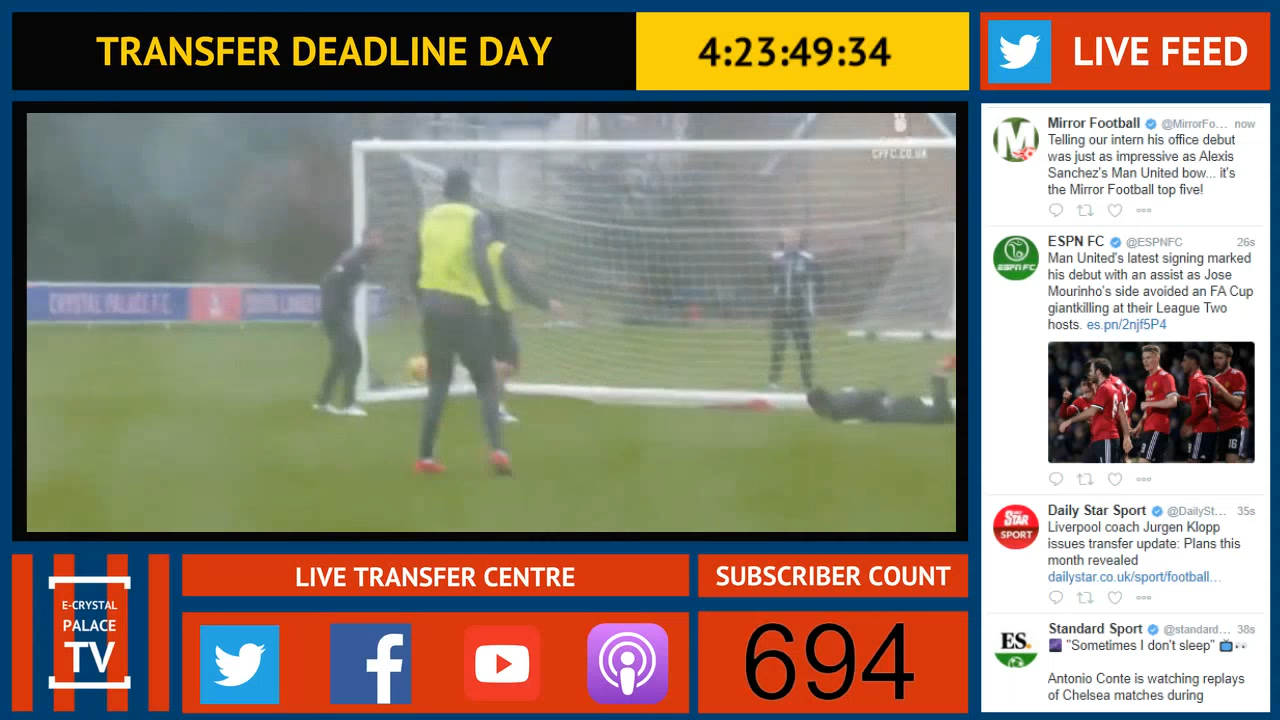 TRANSFER DEADLINE DAY
4:23:49:34
LIVE FEED
CPFC.CO.UK
CRYSTAL PALACE F.C.
Mirror Football @MirrorFo... now
Telling our intern his office debut
was just as impressive as Alexis
Sanchez's Man United bow... it's
the Mirror Football top five!
ESPN FC @ESPNFC 26s
Man United's latest signing marked
his debut with an assist as Jose
Mourinho's side avoided an FA Cup
giantkilling at their League Two
hosts. es.pn/2njf5P4
Daily Star Sport @DailySt... 35s
Liverpool coach Jurgen Klopp
issues transfer update: Plans this
month revealed
dailystar.co.uk/sport/football...
Standard Sport @standard... 38s
"Sometimes I don't sleep"
Antonio Conte is watching replays
of Chelsea matches during
M
ESPN FC
STAR
SPORT
ES.
16
E-CRYSTAL
PALACE
TV
LIVE TRANSFER CENTRE
SUBSCRIBER COUNT
694